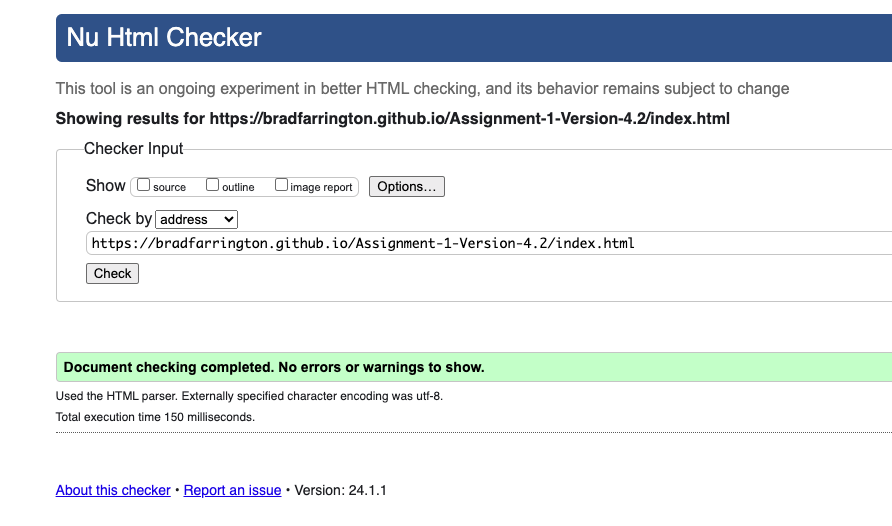 Nu Html Checker
This tool is an ongoing experiment in better HTML checking, and its behavior remains subject to change
Showing results for https://bradfarrington.github.io/Assignment-1-Version-4.2/index.html
Checker Input
Show source outline image report Options...
Check by address
https://bradfarrington.github.io/Assignment-1-Version-4.2/index.html
Check
Document checking completed. No errors or warnings to show.
Used the HTML parser. Externally specified character encoding was utf-8.
Total execution time 150 milliseconds.
About this checker • Report an issue • Version: 24.1.1